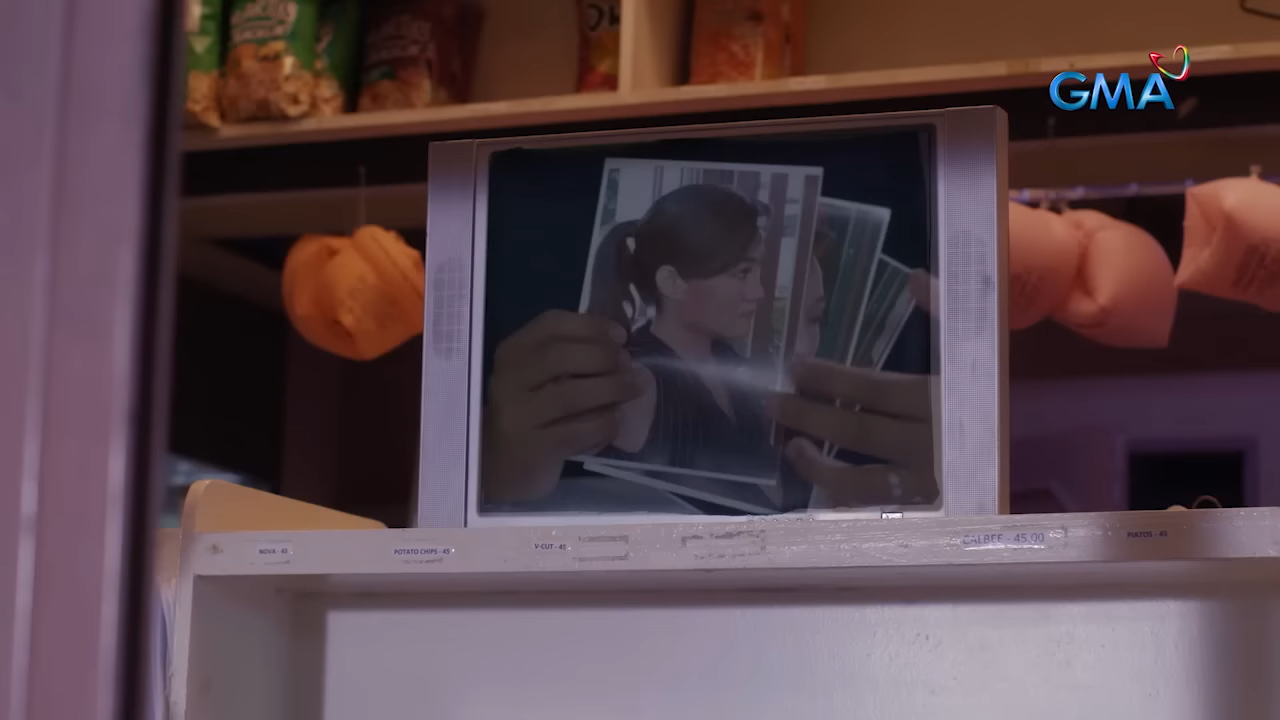 GMA
NOVA - 45
POTATO CHIPS - 45
V-CUT - 45
CALBEE - 45.00
PIATOS - 45